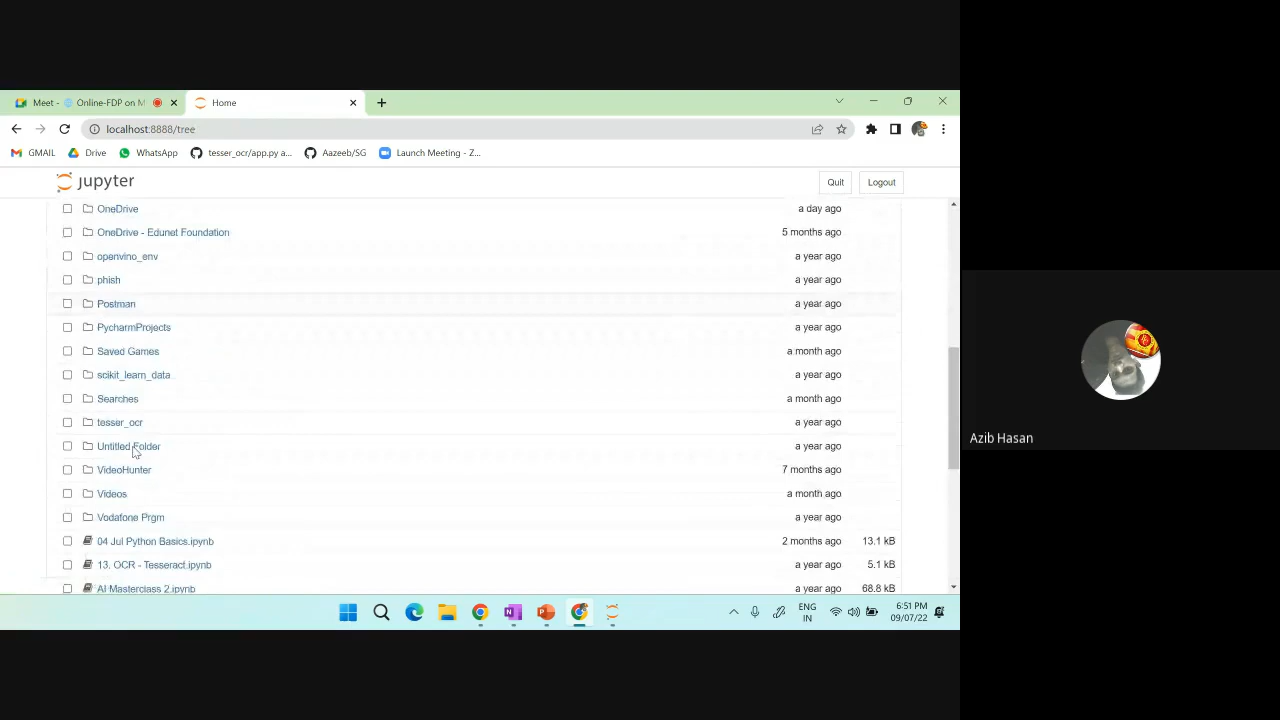 Meet - Online-FDP on M
Home
localhost:8888/tree
GMAIL Drive WhatsApp tesser_ocr/app.py a... Aazeeb/SG Launch Meeting - Z...
jupyter Quit Logout
OneDrive a day ago
OneDrive - Edunet Foundation 5 months ago
openvino_env a year ago
phish a year ago
Postman a year ago
PycharmProjects a year ago
Saved Games a month ago
scikit_learn_data a year ago
Searches a month ago
tesser_ocr a year ago
Untitled Folder a year ago
VideoHunter 7 months ago
Videos a month ago
Vodafone Prgm a year ago
04 Jul Python Basics.ipynb 2 months ago 13.1 kB
13. OCR - Tesseract.ipynb a year ago 5.1 kB
AI Masterclass 2.ipynb a year ago 68.8 kB
ENG
IN
6:51 PM
09/07/22
Azib Hasan